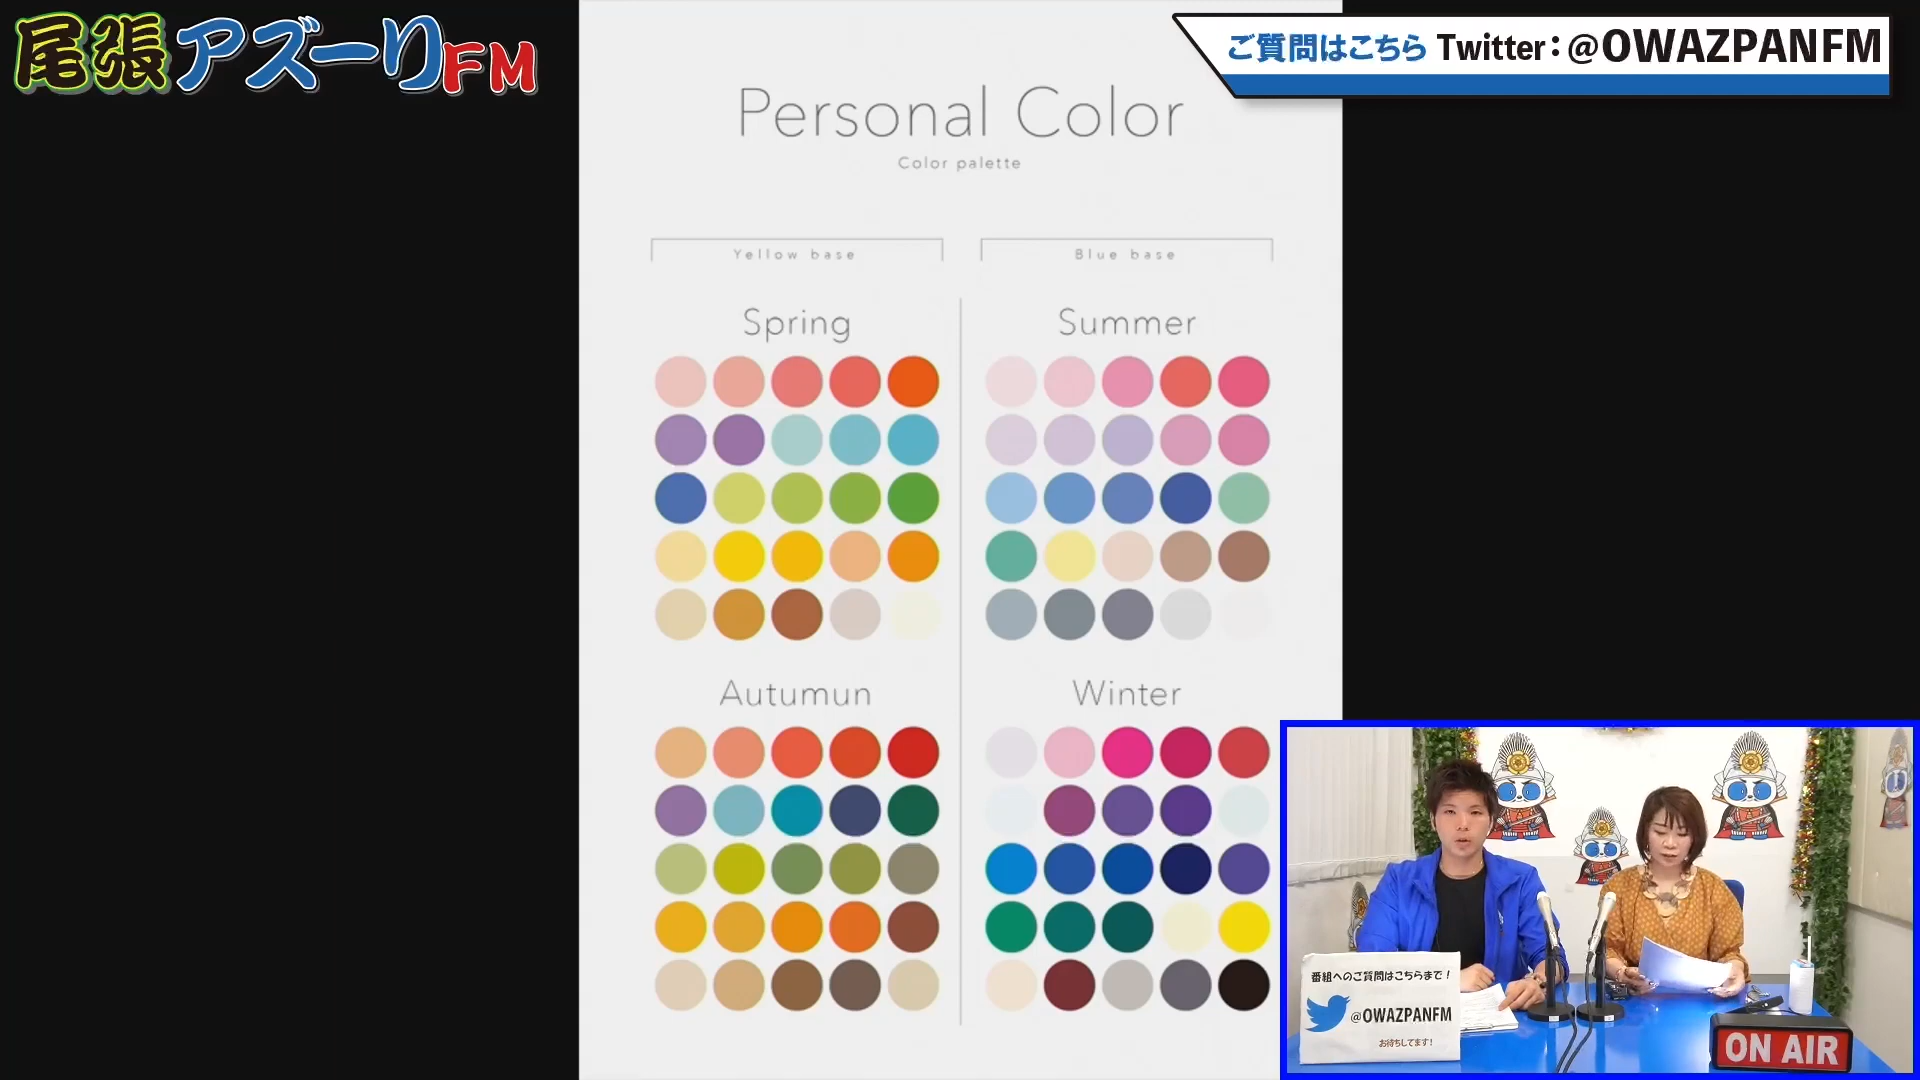 尾張アズーりFM
ご質問はこちら Twitter：@OWAZPANFM
Personal Color
Color palette
Yellow base
Blue base
Spring
Summer
Autumun
Winter
番組へのご質問はこちらまで！
@OWAZPANFM
お待ちしてます！
ON AIR